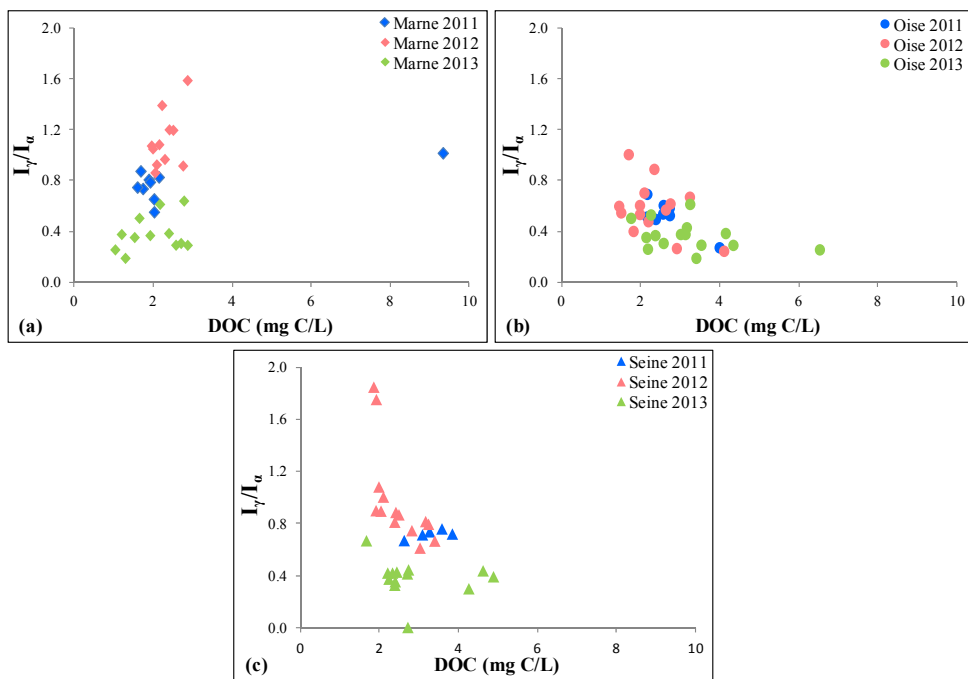 Marne 2011
Marne 2012
Marne 2013
2.0
1.6
1.2
0.8
0.4
0.0
Iγ/Iα
0 2 4 6 8 10
(a) DOC (mg C/L)
Oise 2011
Oise 2012
Oise 2013
2.0
1.6
1.2
0.8
0.4
0.0
Iγ/Iα
0 2 4 6 8 10
(b) DOC (mg C/L)
Seine 2011
Seine 2012
Seine 2013
2.0
1.6
1.2
0.8
0.4
0.0
Iγ/Iα
0 2 4 6 8 10
(c) DOC (mg C/L)